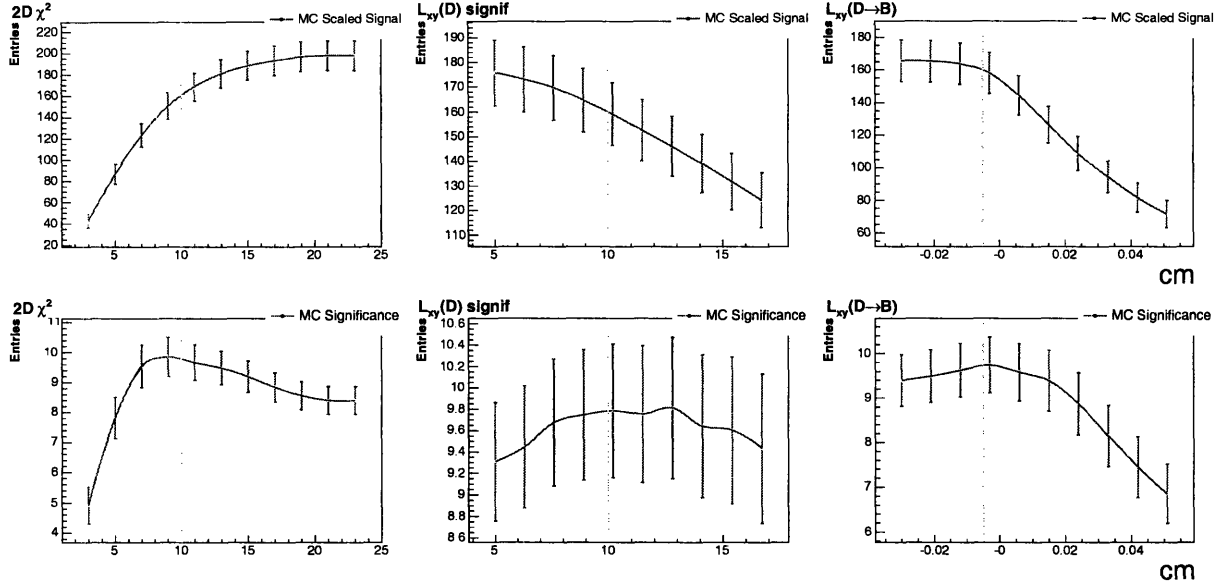 2D χ²
MC Scaled Signal
Entries
220
200
180
160
140
120
100
80
60
40
20
5 10 15 20 25
L_xy(D) signif
MC Scaled Signal
Entries
190
180
170
160
150
140
130
120
110
5 10 15
L_xy(D→B)
MC Scaled Signal
Entries
180
160
140
120
100
80
60
-0.02 -0 0.02 0.04
cm
2D χ²
MC Significance
Entries
11
10
9
8
7
6
5
4
5 10 15 20 25
L_xy(D) signif
MC Significance
Entries
10.6
10.4
10.2
10
9.8
9.6
9.4
9.2
9
8.8
8 6
5 10 15
L_xy(D→B)
MC Significance
Entries
10
9
8
7
6
-0.02 -0 0.02 0.04
cm